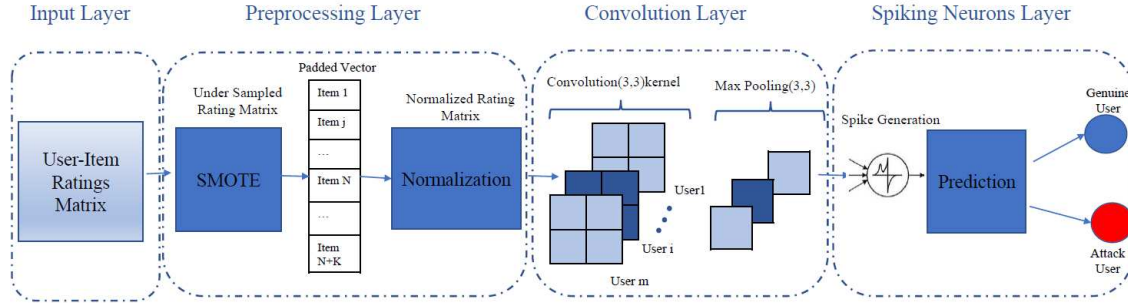 Input Layer
Preprocessing Layer
Convolution Layer
Spiking Neurons Layer
User-Item
Ratings
Matrix
Under Sampled
Rating Matrix
SMOTE
Padded Vector
Item 1
Item j
...
Item N
...
Item
N+K
Normalized Rating
Matrix
Normalization
Convolution(3,3)kernel
User1
User i
User m
Max Pooling(3,3)
Spike Generation
Prediction
Genuine
User
Attack
User